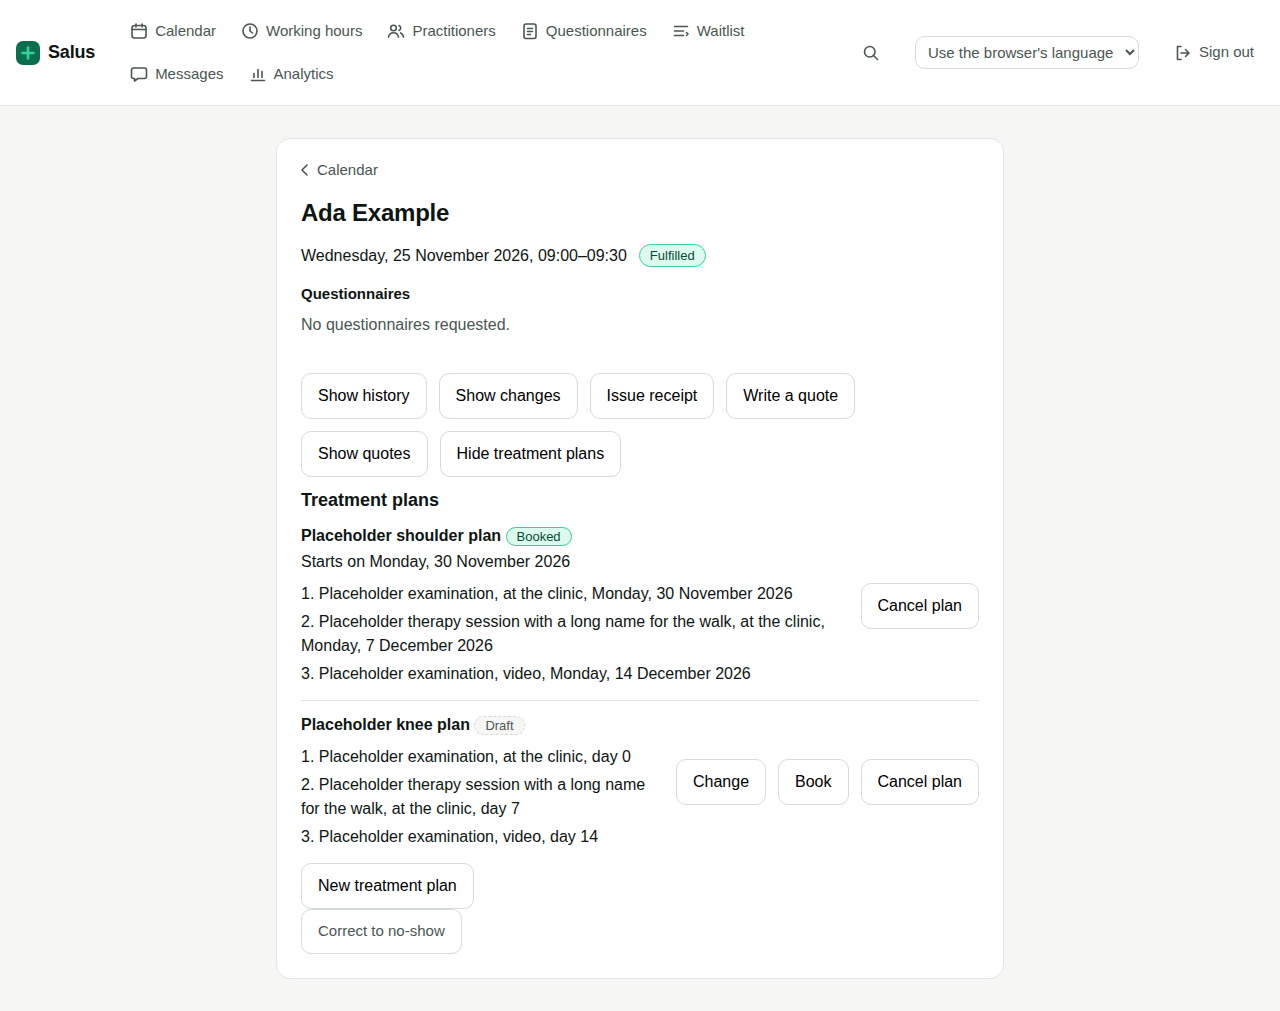 Salus
Calendar
Working hours
Practitioners
Questionnaires
Waitlist
Messages
Analytics
Use the browser's language
Sign out
Calendar
Ada Example
Wednesday, 25 November 2026, 09:00–09:30 Fulfilled
Questionnaires
No questionnaires requested.
Show history
Show changes
Issue receipt
Write a quote
Show quotes
Hide treatment plans
Treatment plans
Placeholder shoulder plan Booked
Starts on Monday, 30 November 2026
1. Placeholder examination, at the clinic, Monday, 30 November 2026
2. Placeholder therapy session with a long name for the walk, at the clinic,
Monday, 7 December 2026
3. Placeholder examination, video, Monday, 14 December 2026
Cancel plan
Placeholder knee plan Draft
1. Placeholder examination, at the clinic, day 0
2. Placeholder therapy session with a long name
for the walk, at the clinic, day 7
3. Placeholder examination, video, day 14
Change
Book
Cancel plan
New treatment plan
Correct to no-show